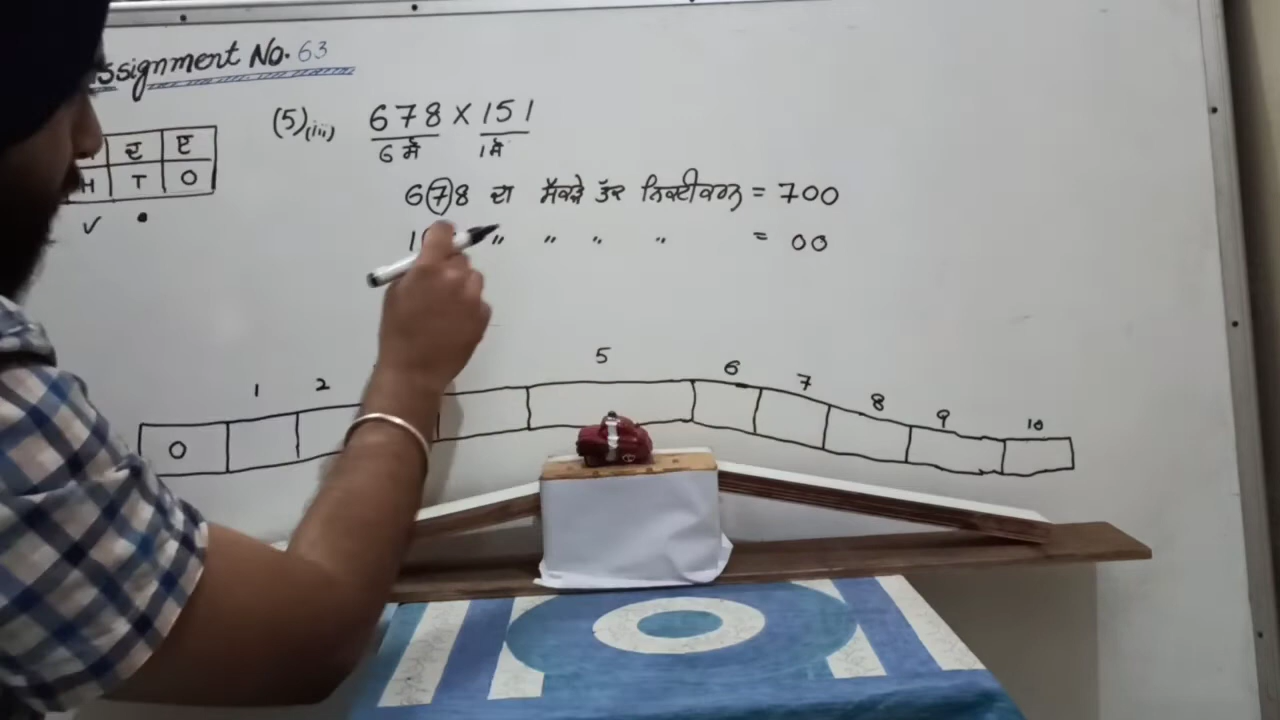 Assignment No. 63
ਦ ਏ
H T O
(5)(iii) 678 X 151
6 ਸੈਂ 1 ਸੈਂ
678 ਦਾ ਸੈਂਕੜੇ ਤੱਕ ਨਿਕਟੀਕਰਨ = 700
" " " " = 00
5
1 2 6 7 8 9 10
0